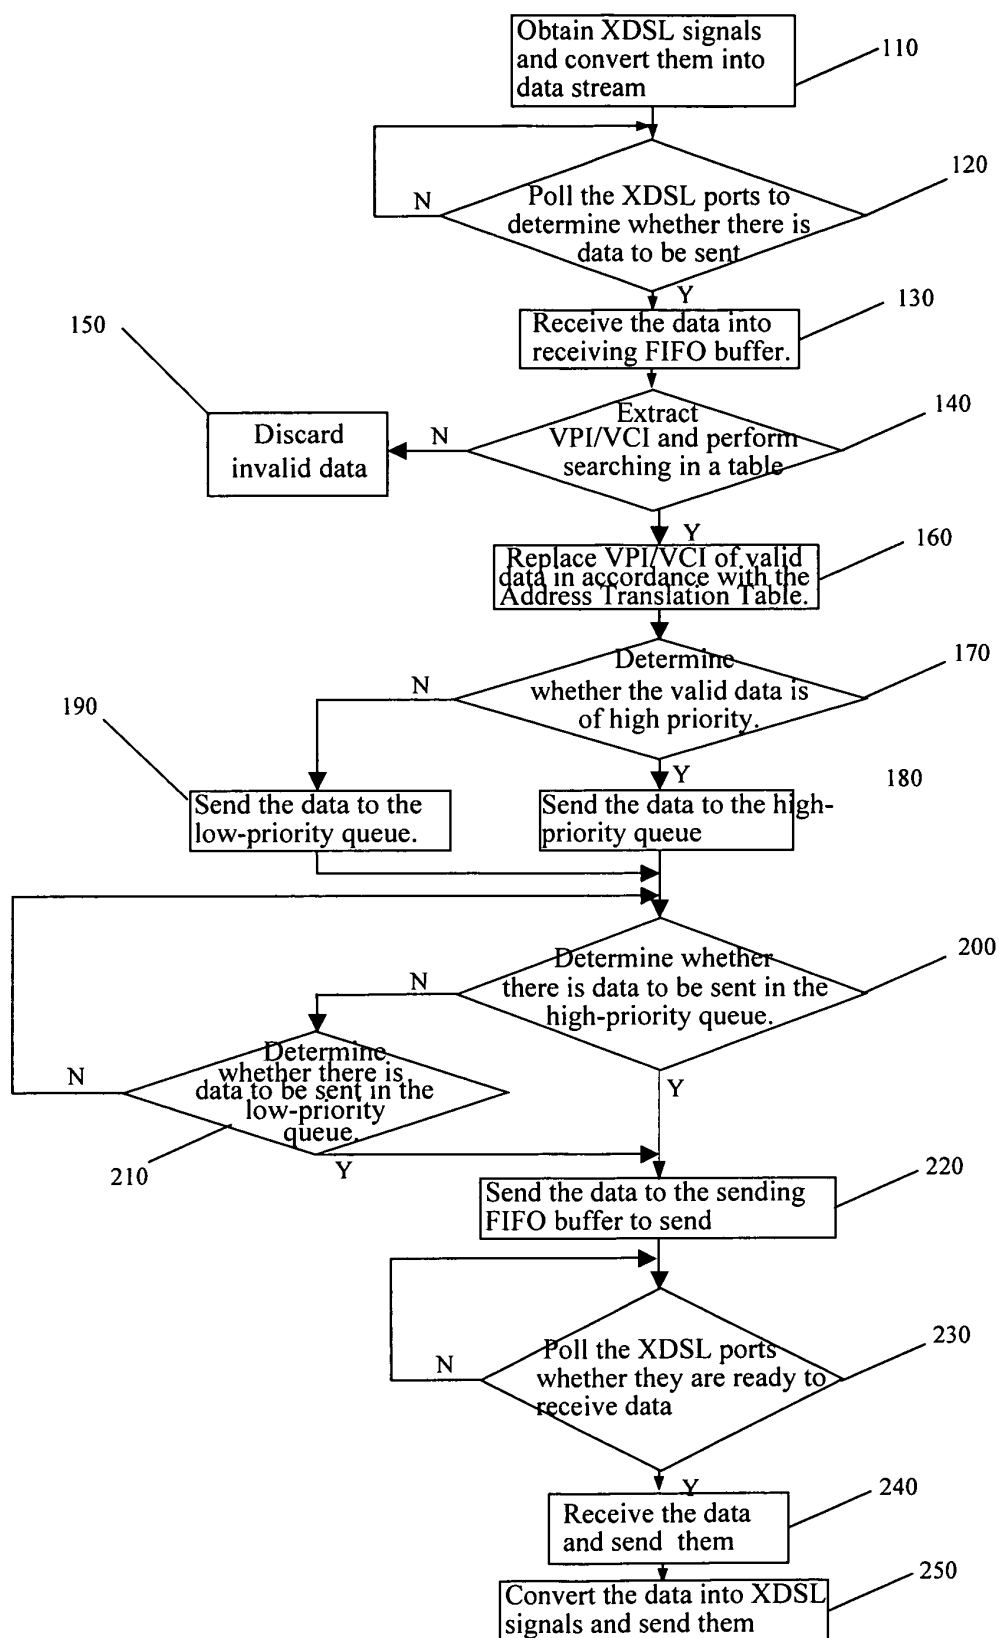 Obtain XDSL signals
and convert them into
data stream
110
120
N
Poll the XDSL ports to
determine whether there is
data to be sent
Y
130
150
Receive the data into
receiving FIFO buffer.
140
Extract
VPI/VCI and perform
searching in a table
N
Discard
invalid data
Y
160
Replace VPI/VCI of valid
data in accordance with the
Address Translation Table.
170
Determine
whether the valid data is
of high priority.
N
190
Y
180
Send the data to the
low-priority queue.
Send the data to the high-
priority queue
200
Determine whether
there is data to be sent in the
high-priority queue.
N
Determine
whether there is
data to be sent in the
low-priority
queue.
N
Y
210
Y
220
Send the data to the sending
FIFO buffer to send
230
Poll the XDSL ports
whether they are ready to
receive data
N
Y
240
Receive the data
and send them
250
Convert the data into XDSL
signals and send them